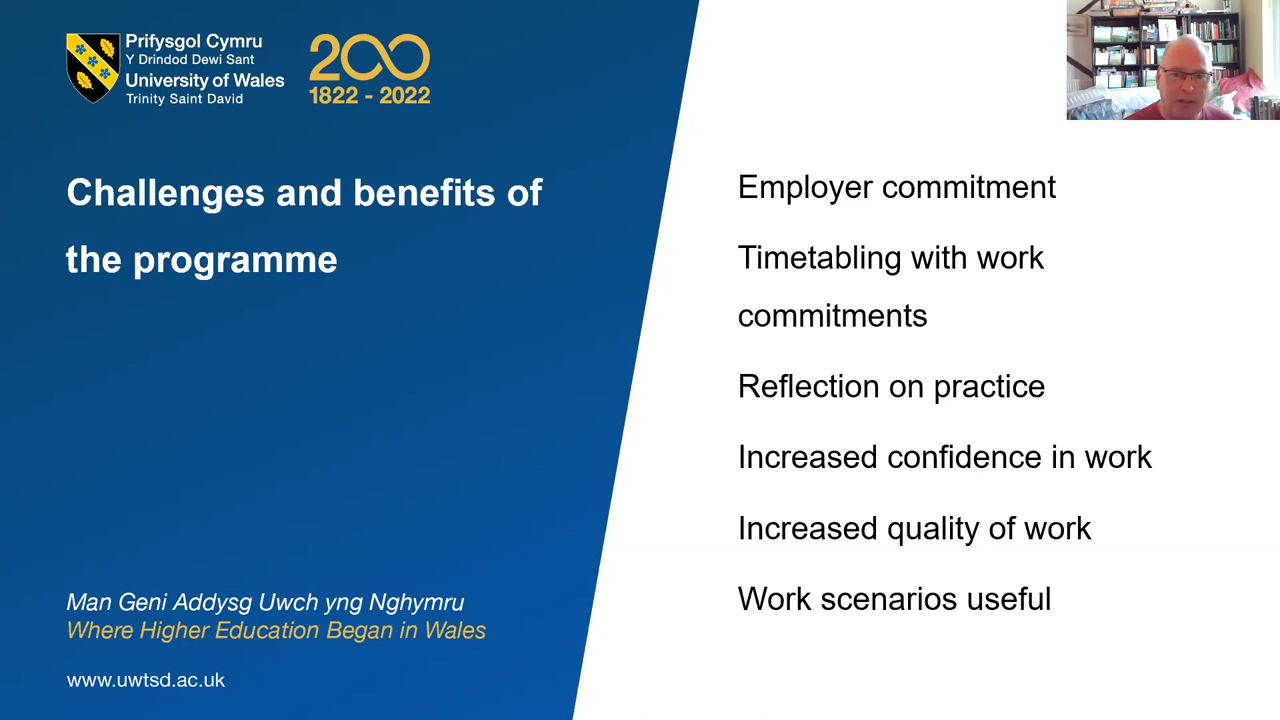 Prifysgol Cymru
Y Drindod Dewi Sant
University of Wales
Trinity Saint David
200
1822 - 2022
Challenges and benefits of
the programme
Employer commitment
Timetabling with work
commitments
Reflection on practice
Increased confidence in work
Increased quality of work
Work scenarios useful
Man Geni Addysg Uwch yng Nghymru
Where Higher Education Began in Wales
www.uwtsd.ac.uk